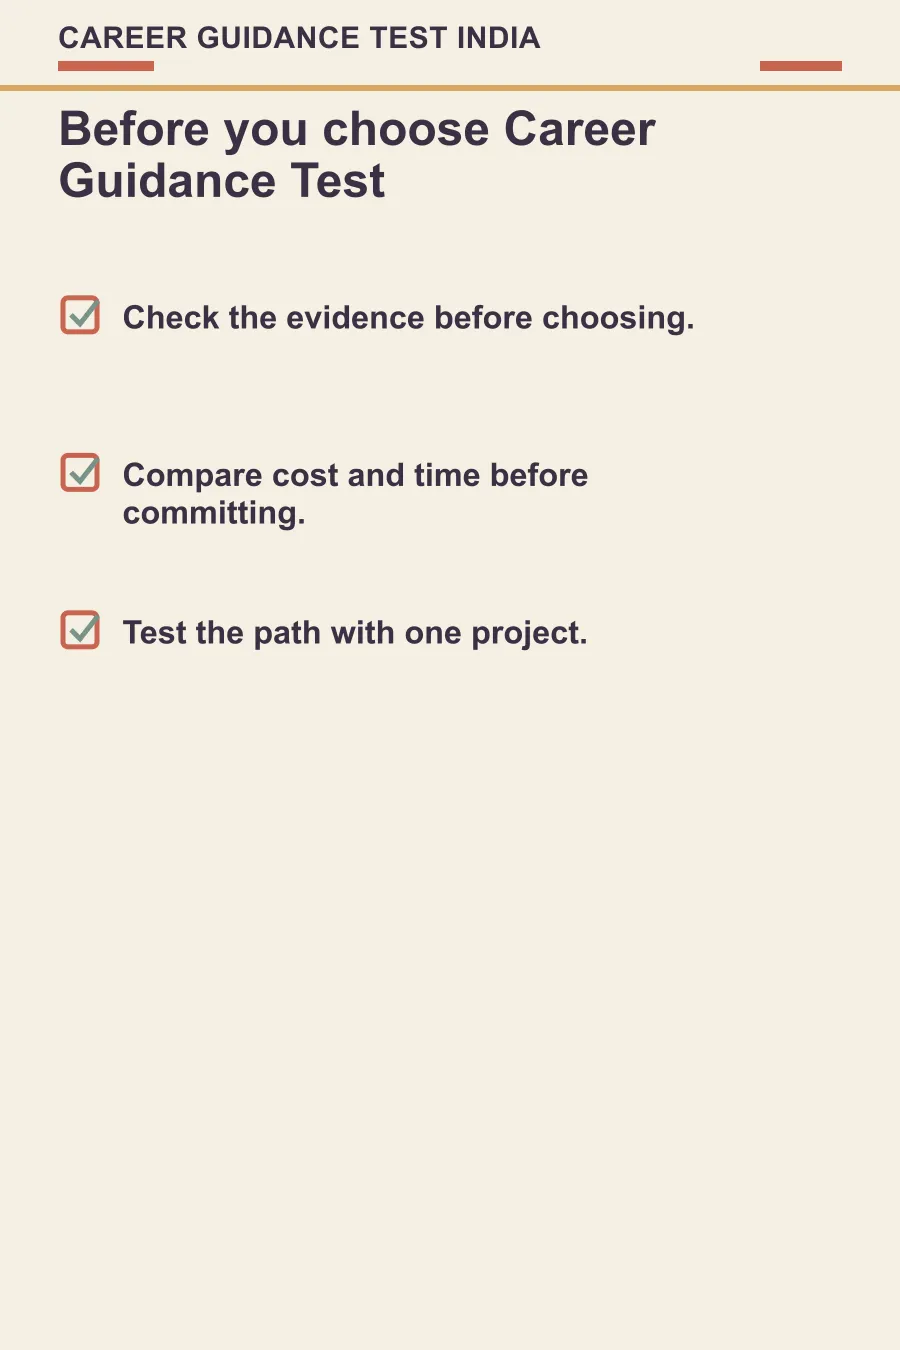 CAREER GUIDANCE TEST INDIA
Before you choose Career
Guidance Test
Check the evidence before choosing.
Compare cost and time before
committing.
Test the path with one project.